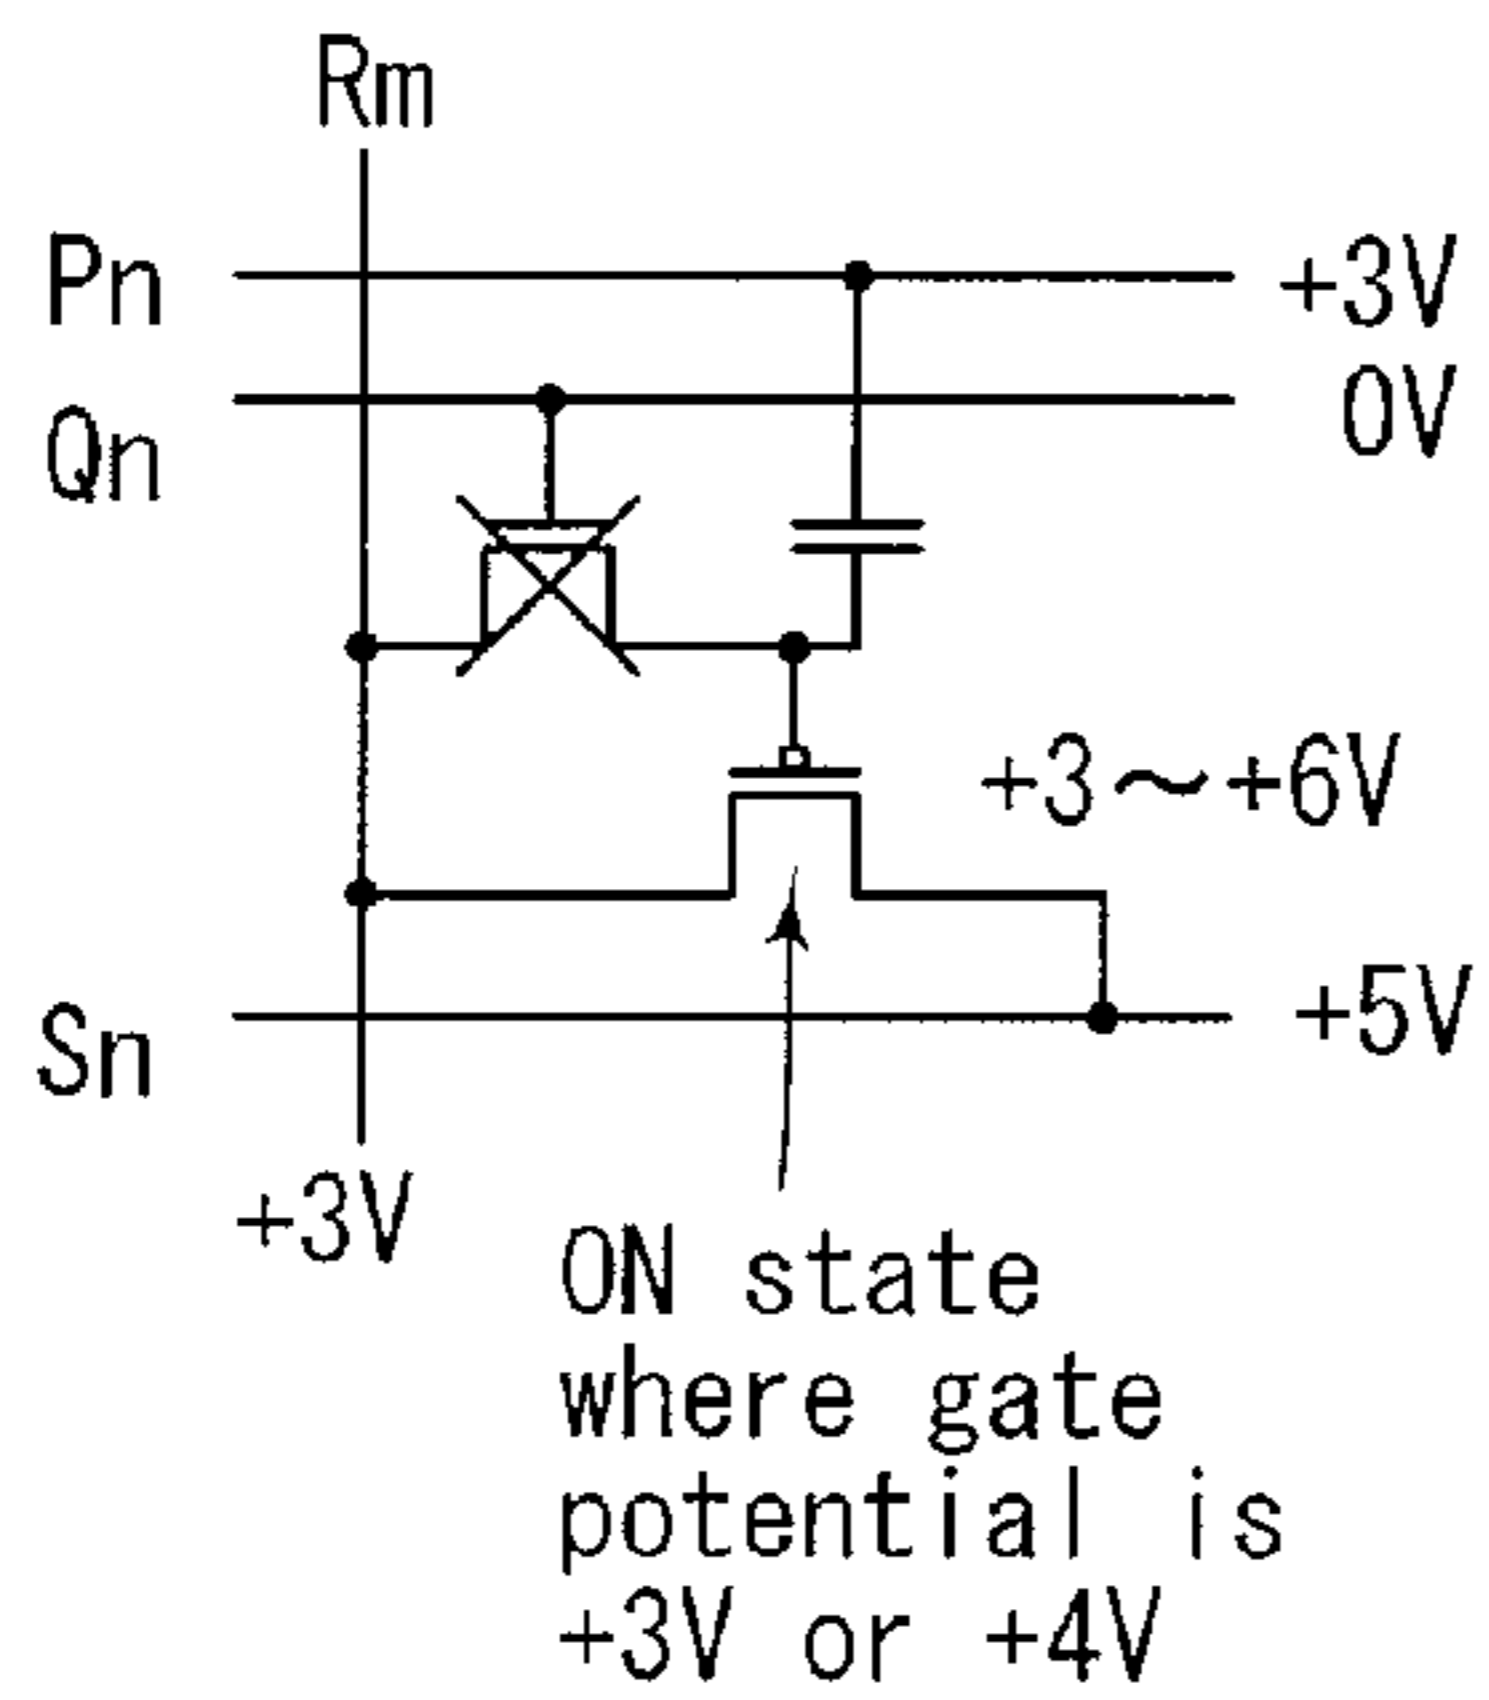 Rm
Pn
+3V
Qn
0V
+3〜+6V
Sn
+5V
+3V
ON state
where gate
potential is
+3V or +4V